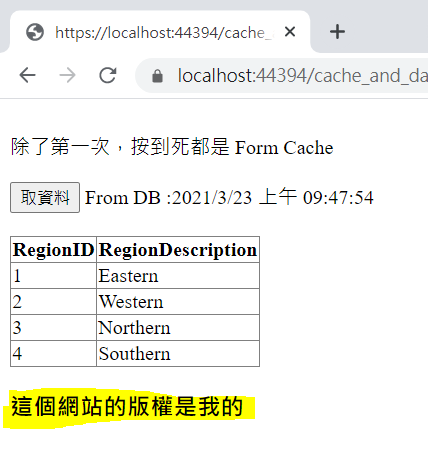 https://localhost:44394/cache_
localhost:44394/cache_and_da
除了第一次，按到死都是 Form Cache
取資料 From DB :2021/3/23 上午 09:47:54
RegionID RegionDescription
1 Eastern
2 Western
3 Northern
4 Southern
這個網站的版權是我的